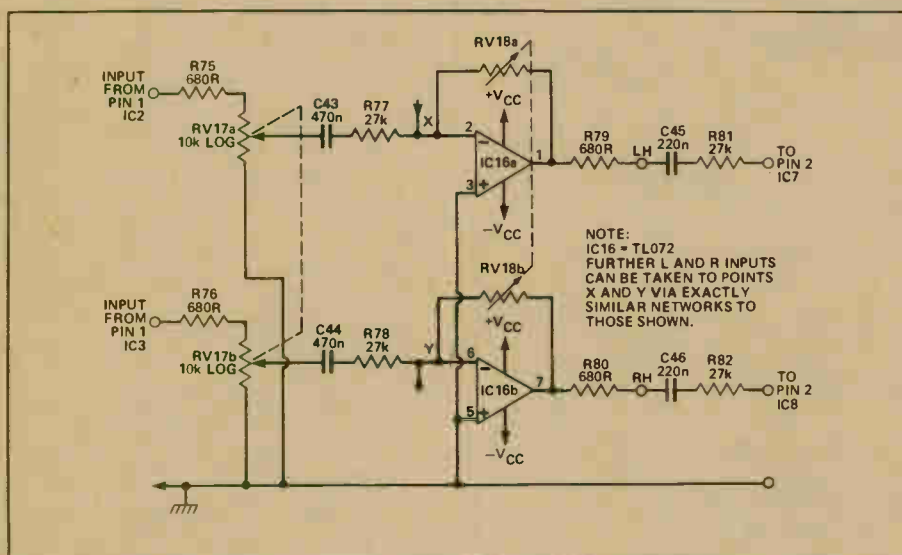 INPUT
FROM
PIN 1
IC2
R75
680R
RV17a
10k LOG
C43
470n
R77
27k
X
RV18a
+VCC
2
−
IC16a
1
3
+
−VCC
R79
680R
LH
C45
220n
R81
27k
TO
PIN 2
IC7
NOTE:
IC16 = TL072
FURTHER L AND R INPUTS
CAN BE TAKEN TO POINTS
X AND Y VIA EXACTLY
SIMILAR NETWORKS TO
THOSE SHOWN.
INPUT
FROM
PIN 1
IC3
R76
680R
RV17b
10k LOG
C44
470n
R78
27k
Y
RV18b
+VCC
6
−
IC16b
7
5
+
−VCC
R80
680R
RH
C46
220n
R82
27k
TO
PIN 2
IC8